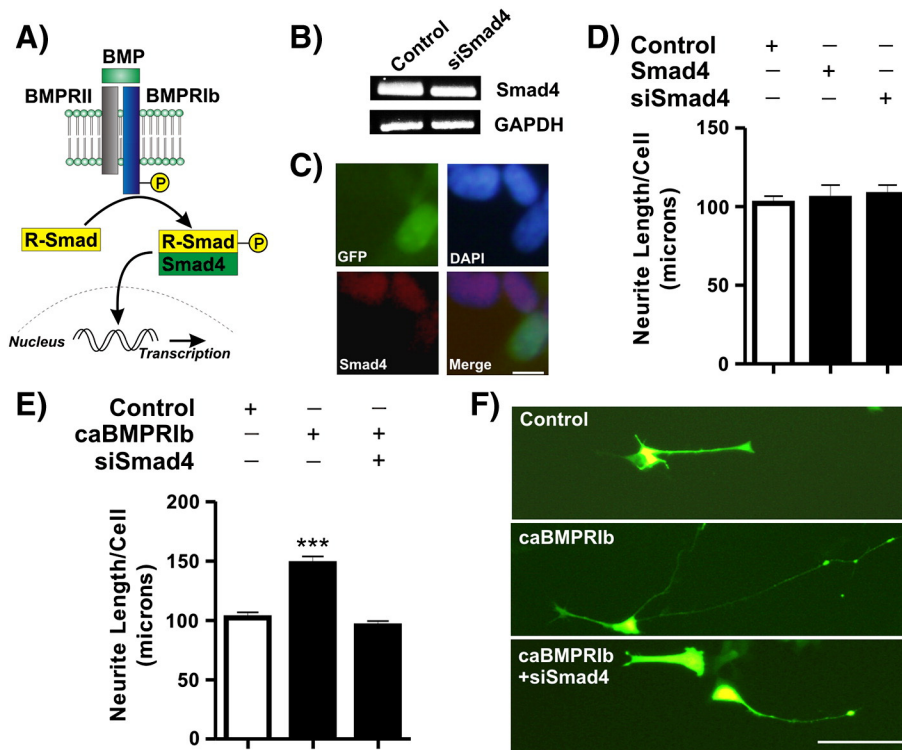 A)
BMP
BMPRII
BMPRIb
P
R-Smad
R-Smad
P
Smad4
Nucleus
Transcription
B)
Control
siSmad4
Smad4
GAPDH
C)
GFP
DAPI
Smad4
Merge
D)
Control + – –
Smad4 – + –
siSmad4 – – +
Neurite Length/Cell
(microns)
150
100
50
0
E)
Control + – –
caBMPRIb – + +
siSmad4 – – +
Neurite Length/Cell
(microns)
200
150
100
50
0
***
F)
Control
caBMPRIb
caBMPRIb
+siSmad4